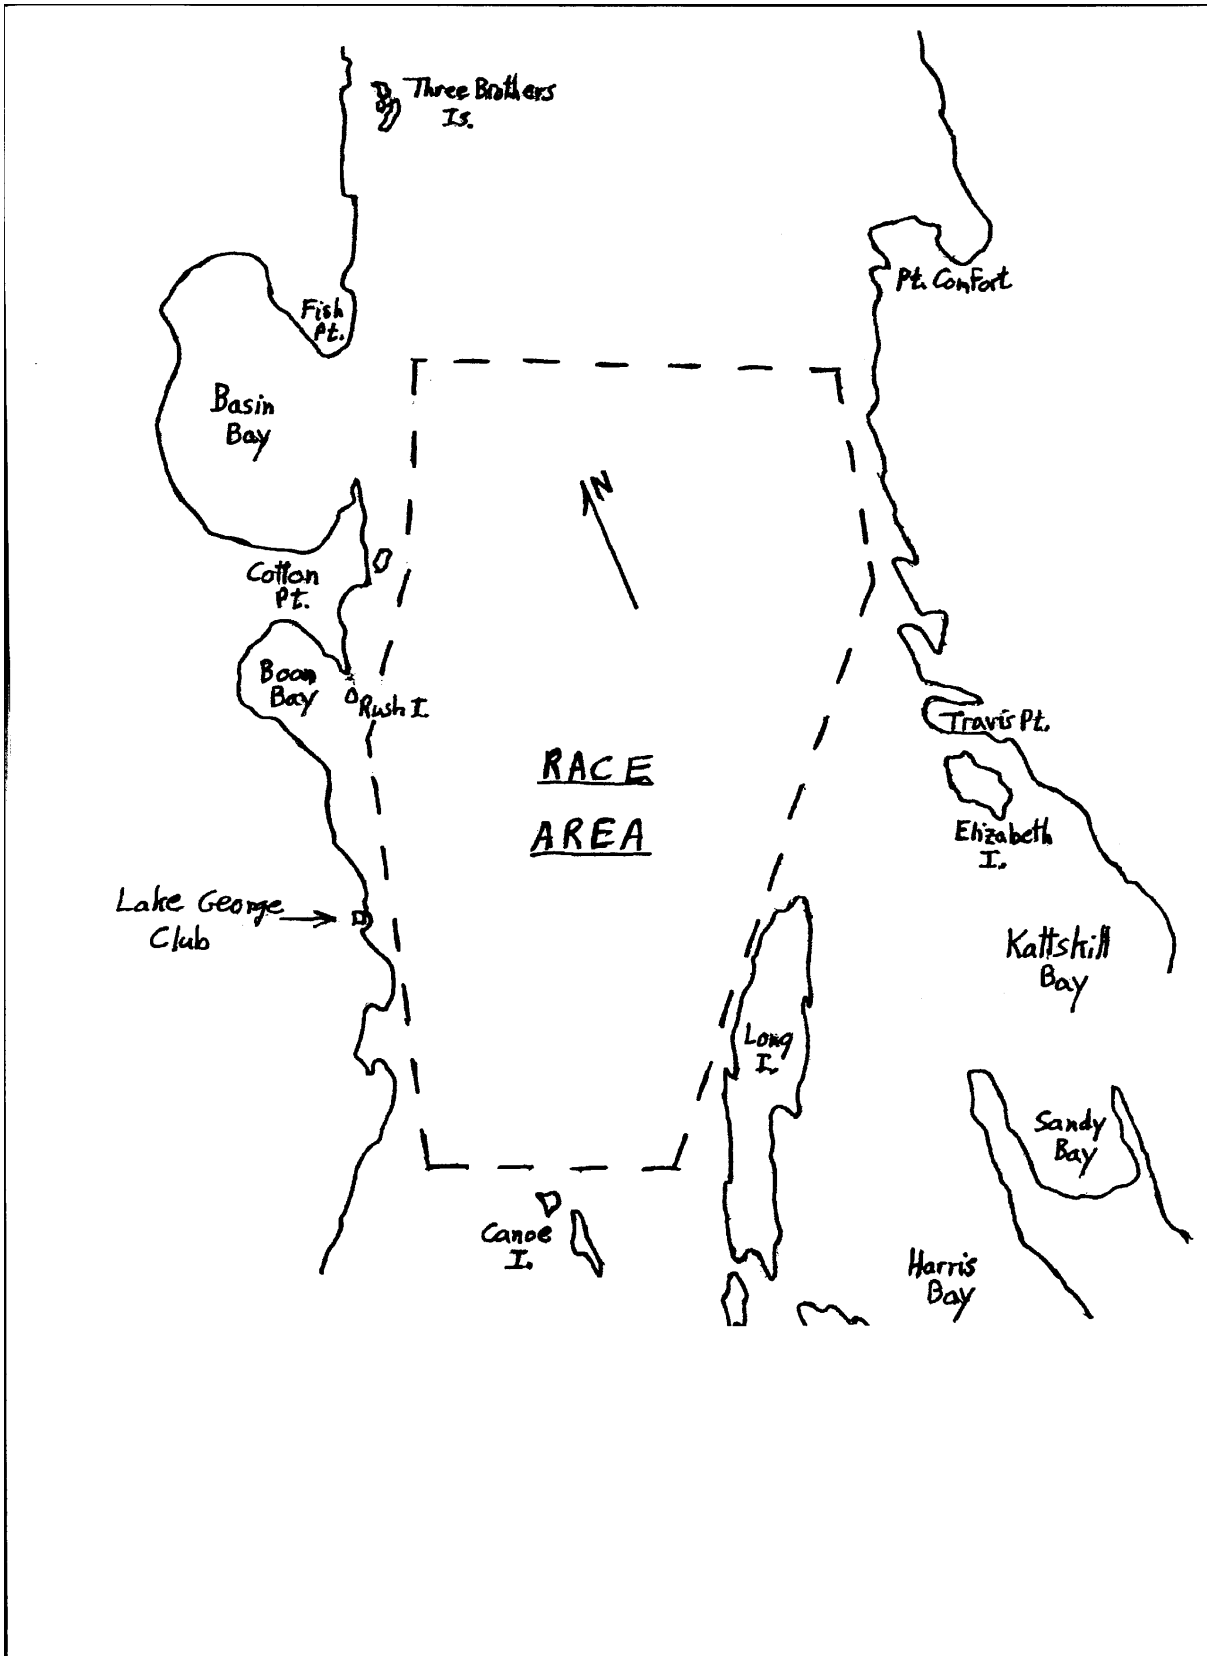 Three Brothers
Is.
Pt. Comfort
Fish
Pt.
Basin
Bay
N
Cotton
Pt.
Boon
Bay
Rush I.
Travis Pt.
RACE
AREA
Elizabeth
I.
Lake George
Club
Kattskill
Bay
Long
I.
Sandy
Bay
Canoe
I.
Harris
Bay